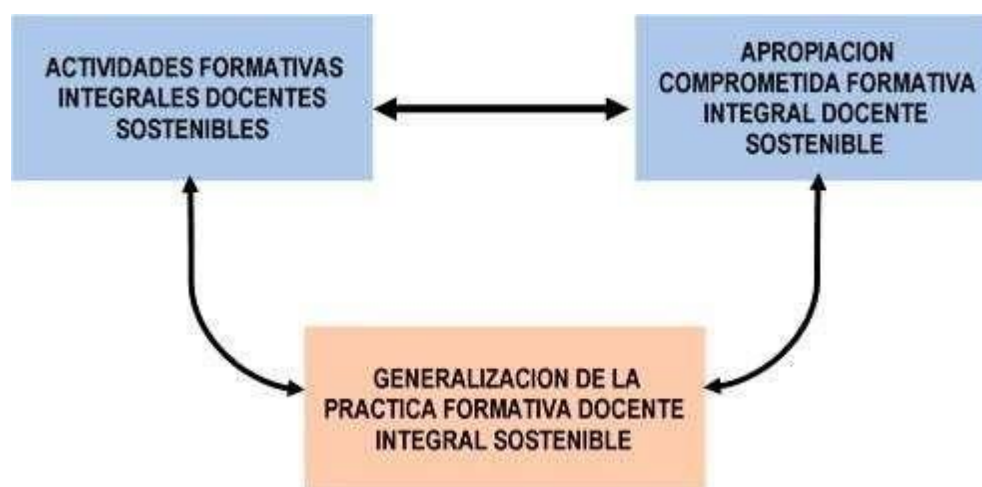 ACTIVIDADES FORMATIVAS
INTEGRALES DOCENTES
SOSTENIBLES
APROPIACION
COMPROMETIDA FORMATIVA
INTEGRAL DOCENTE
SOSTENIBLE
GENERALIZACION DE LA
PRACTICA FORMATIVA DOCENTE
INTEGRAL SOSTENIBLE